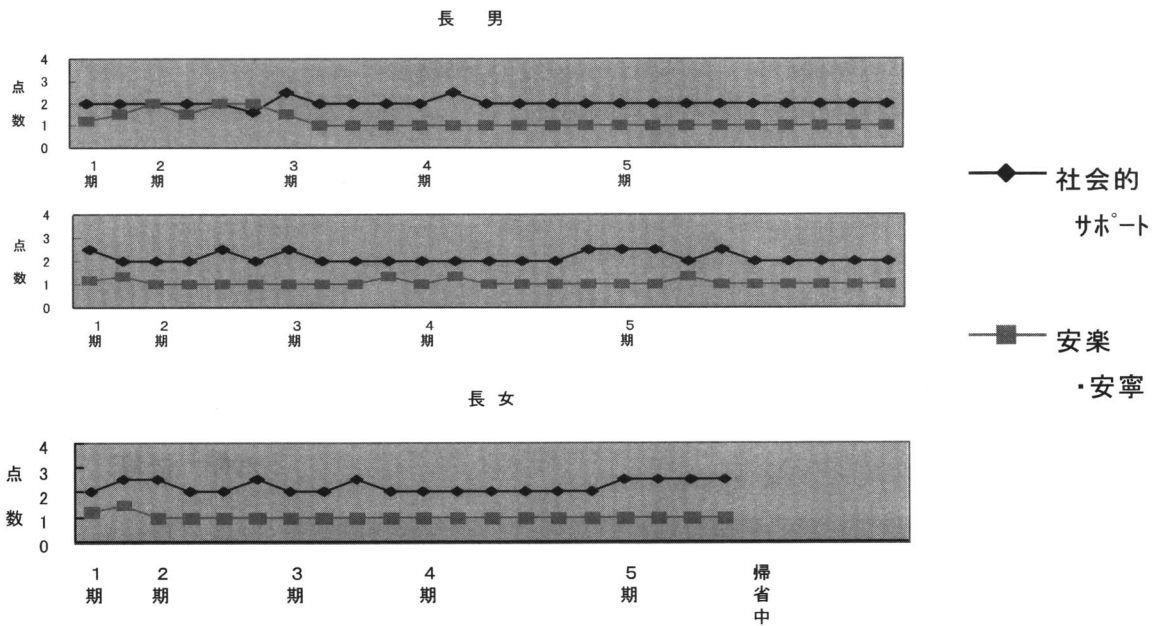 長 男
点 数
4
3
2
1
0
1期 2期 3期 4期 5期
点 数
4
3
2
1
0
1期 2期 3期 4期 5期
長 女
点 数
4
3
2
1
0
1期 2期 3期 4期 5期 帰省中
社会的
サポート
安楽
・安寧